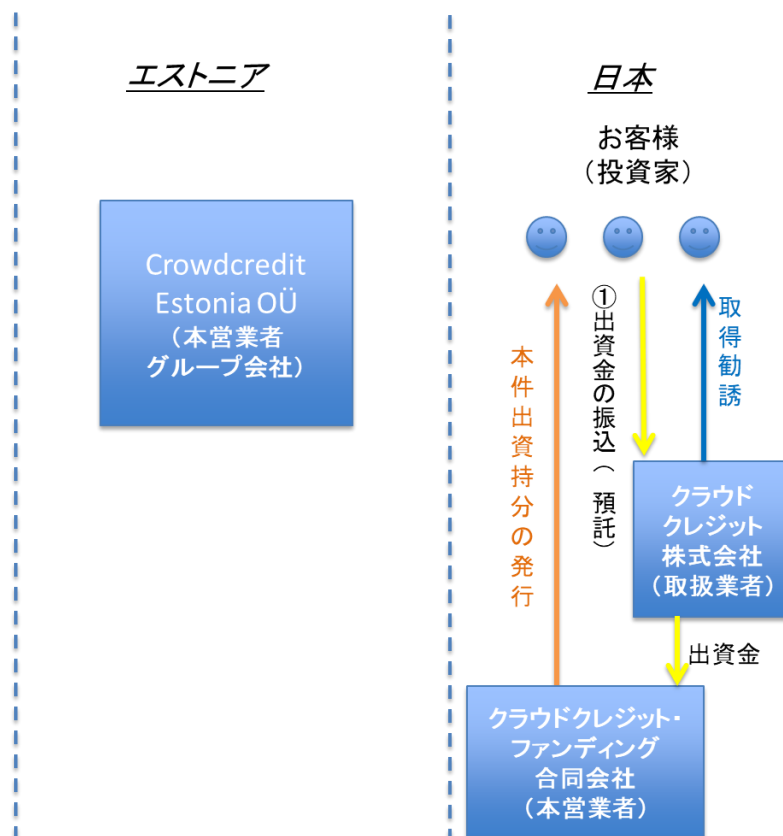 エストニア
日本
お客様
（投資家）
Crowdcredit
Estonia OÜ
（本営業者
グループ会社）
本件出資持分の発行
①出資金の振込（ 預託）
取得勧誘
クラウド
クレジット
株式会社
（取扱業者）
出資金
クラウドクレジット・
ファンディング
合同会社
（本営業者）